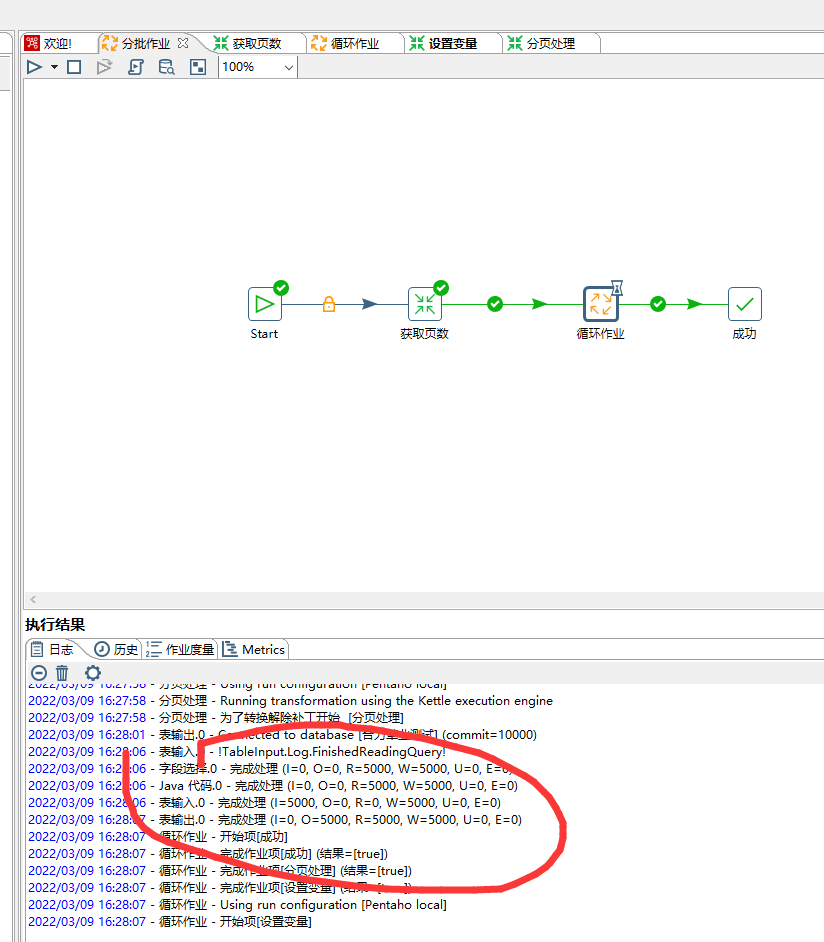 欢迎!
分批作业
获取页数
循环作业
设置变量
分页处理
100%
Start
获取页数
循环作业
成功
执行结果
日志
历史
作业度量
Metrics
2022/03/09 16:27:58 - 分页处理 - Using run configuration [Pentaho local]
2022/03/09 16:27:58 - 分页处理 - Running transformation using the Kettle execution engine
2022/03/09 16:27:58 - 分页处理 - 为了转换解除补丁开始 [分页处理]
2022/03/09 16:28:01 - 表输出.0 - Connected to database (commit=10000)
2022/03/09 16:28:06 - 表输入.0 - !TableInput.Log.FinishedReadingQuery!
2022/03/09 16:28:06 - 字段选择.0 - 完成处理 (I=0, O=0, R=5000, W=5000, U=0, E=0)
2022/03/09 16:28:06 - Java 代码.0 - 完成处理 (I=0, O=0, R=5000, W=5000, U=0, E=0)
2022/03/09 16:28:06 - 表输入.0 - 完成处理 (I=5000, O=0, R=0, W=5000, U=0, E=0)
2022/03/09 16:28:07 - 表输出.0 - 完成处理 (I=0, O=5000, R=5000, W=5000, U=0, E=0)
2022/03/09 16:28:07 - 循环作业 - 开始项[成功]
2022/03/09 16:28:07 - 循环作业 - 完成作业项[成功] (结果=[true])
2022/03/09 16:28:07 - 循环作业 - 完成作业项[分页处理] (结果=[true])
2022/03/09 16:28:07 - 循环作业 - 完成作业项[设置变量] (结果=[true])
2022/03/09 16:28:07 - 循环作业 - Using run configuration [Pentaho local]
2022/03/09 16:28:07 - 循环作业 - 开始项[设置变量]